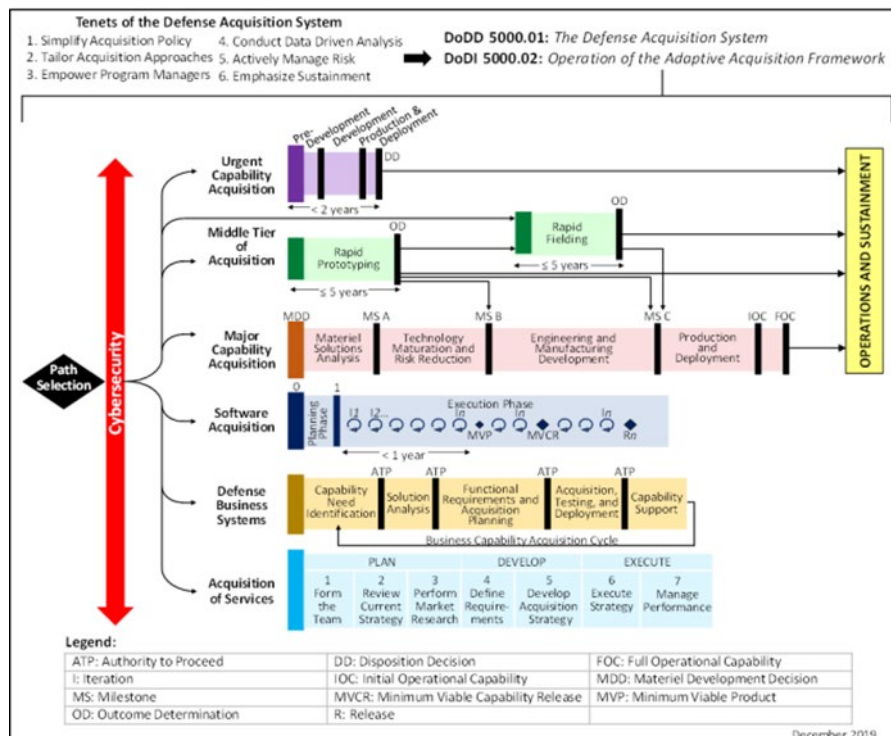 Tenets of the Defense Acquisition System
1. Simplify Acquisition Policy
2. Tailor Acquisition Approaches
3. Empower Program Managers
4. Conduct Data Driven Analysis
5. Actively Manage Risk
6. Emphasize Sustainment
DoDD 5000.01: The Defense Acquisition System
DoDI 5000.02: Operation of the Adaptive Acquisition Framework
Path
Selection
Cybersecurity
Urgent
Capability
Acquisition
Pre-
Development
Development
Production &
Deployment
DD
< 2 years
Middle Tier
of
Acquisition
Rapid
Prototyping
OD
≤ 5 years
Rapid
Fielding
OD
≤ 5 years
Major
Capability
Acquisition
MDD
Materiel
Solutions
Analysis
MS A
Technology
Maturation and
Risk Reduction
MS B
Engineering and
Manufacturing
Development
MS C
Production
and
Deployment
IOC
FOC
OPERATIONS AND SUSTAINMENT
Software
Acquisition
0
Planning
Phase
1
Execution Phase
I1 I2... In In In
MVP MVCR Rn
< 1 year
Defense
Business
Systems
Capability
Need
Identification
ATP
Solution
Analysis
ATP
Functional
Requirements and
Acquisition
Planning
ATP
Acquisition,
Testing, and
Deployment
ATP
Capability
Support
Business Capability Acquisition Cycle
Acquisition
of Services
PLAN DEVELOP EXECUTE
1
Form
the
Team
2
Review
Current
Strategy
3
Perform
Market
Research
4
Define
Require-
ments
5
Develop
Acquisition
Strategy
6
Execute
Strategy
7
Manage
Performance
Legend:
ATP: Authority to Proceed DD: Disposition Decision FOC: Full Operational Capability
I: Iteration IOC: Initial Operational Capability MDD: Materiel Development Decision
MS: Milestone MVCR: Minimum Viable Capability Release MVP: Minimum Viable Product
OD: Outcome Determination R: Release
December 2019